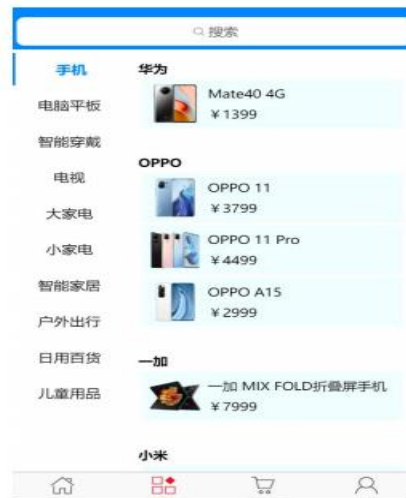 搜索
手机
电脑平板
智能穿戴
电视
大家电
小家电
智能家居
户外出行
日用百货
儿童用品
华为
Mate40 4G
￥1399
OPPO
OPPO 11
￥3799
OPPO 11 Pro
￥4499
OPPO A15
￥2999
一加
一加 MIX FOLD折叠屏手机
￥7999
小米